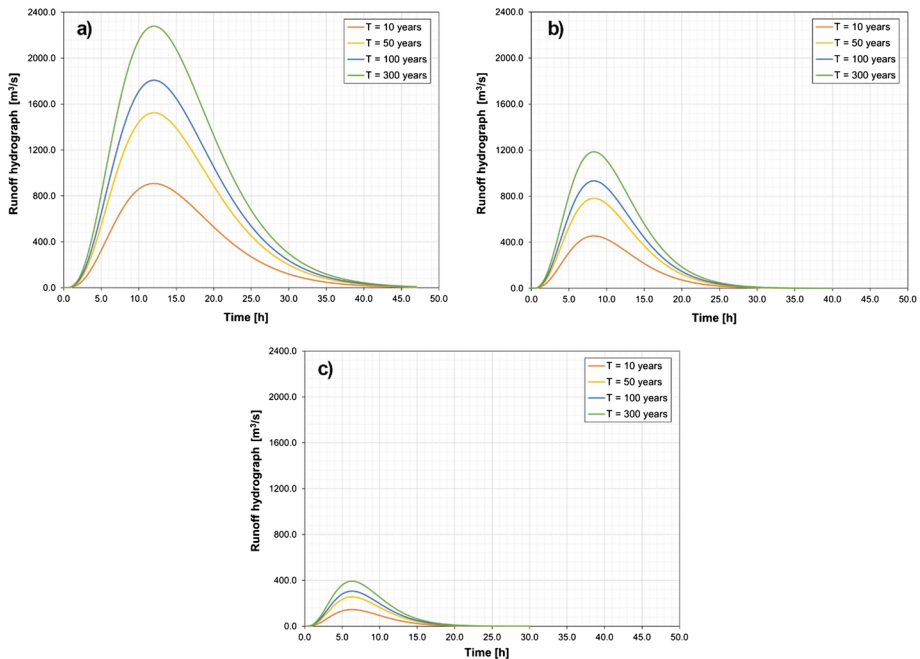 a)
T = 10 years
T = 50 years
T = 100 years
T = 300 years
Runoff hydrograph [m³/s]
2400.0
2000.0
1600.0
1200.0
800.0
400.0
0.0
0.0 5.0 10.0 15.0 20.0 25.0 30.0 35.0 40.0 45.0 50.0
Time [h]
b)
T = 10 years
T = 50 years
T = 100 years
T = 300 years
Runoff hydrograph [m³/s]
2400.0
2000.0
1600.0
1200.0
800.0
400.0
0.0
0.0 5.0 10.0 15.0 20.0 25.0 30.0 35.0 40.0 45.0 50.0
Time [h]
c)
T = 10 years
T = 50 years
T = 100 years
T = 300 years
Runoff hydrograph [m³/s]
2400.0
2000.0
1600.0
1200.0
800.0
400.0
0.0
0.0 5.0 10.0 15.0 20.0 25.0 30.0 35.0 40.0 45.0 50.0
Time [h]